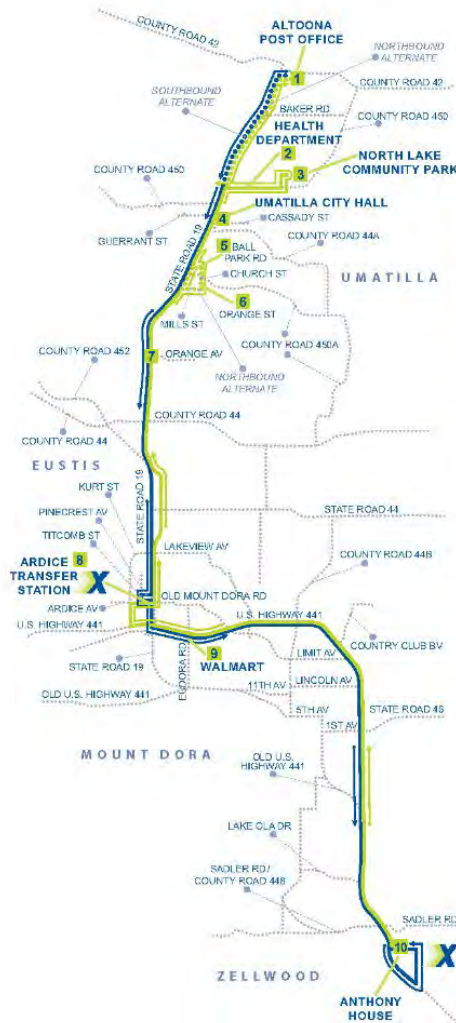 COUNTY ROAD 42
ALTOONA
POST OFFICE
NORTHBOUND
ALTERNATE
1
SOUTHBOUND
ALTERNATE
COUNTY ROAD 42
BAKER RD
HEALTH
DEPARTMENT
COUNTY ROAD 450
2
3
NORTH LAKE
COMMUNITY PARK
COUNTY ROAD 450
4
UMATILLA CITY HALL
CASSADY ST
GUERRANT ST
STATE ROAD 19
COUNTY ROAD 44A
5
BALL
PARK RD
CHURCH ST
UMATILLA
6
ORANGE ST
MILLS ST
COUNTY ROAD 450A
COUNTY ROAD 452
7
ORANGE AV
NORTHBOUND
ALTERNATE
COUNTY ROAD 44
COUNTY ROAD 44
EUSTIS
KURT ST
STATE ROAD 19
PINECREST AV
STATE ROAD 44
TITCOMB ST
LAKEVIEW AV
COUNTY ROAD 44B
ARDICE
TRANSFER
STATION
8
X
OLD MOUNT DORA RD
ARDICE AV
U.S. HIGHWAY 441
U.S. HIGHWAY 441
COUNTRY CLUB BV
9
WALMART
LIMIT AV
STATE ROAD 19
EUDORA RD
11TH AV
LINCOLN AV
OLD U.S. HIGHWAY 441
5TH AV
STATE ROAD 46
1ST AV
MOUNT DORA
OLD U.S.
HIGHWAY 441
LAKE OLA DR
SADLER RD/
COUNTY ROAD 448
SADLER RD
10
X
ZELLWOOD
ANTHONY
HOUSE